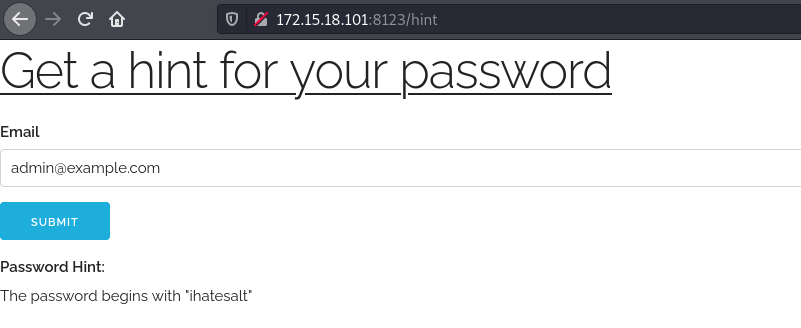 172.15.18.101:8123/hint
Get a hint for your password
Email
admin@example.com
SUBMIT
Password Hint:
The password begins with "ihatesalt"